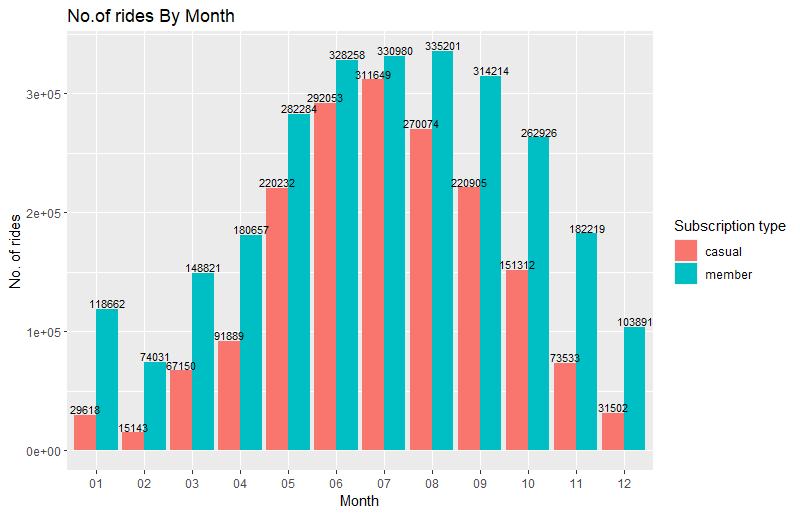 No.of rides By Month
No. of rides
3e+05
2e+05
1e+05
0e+00
29618
118662
15143
74031
67150
148821
91889
180657
220232
282284
292053
328258
311649
330980
270074
335201
220905
314214
151312
262926
73533
182219
31502
103891
01 02 03 04 05 06 07 08 09 10 11 12
Month
Subscription type
casual
member